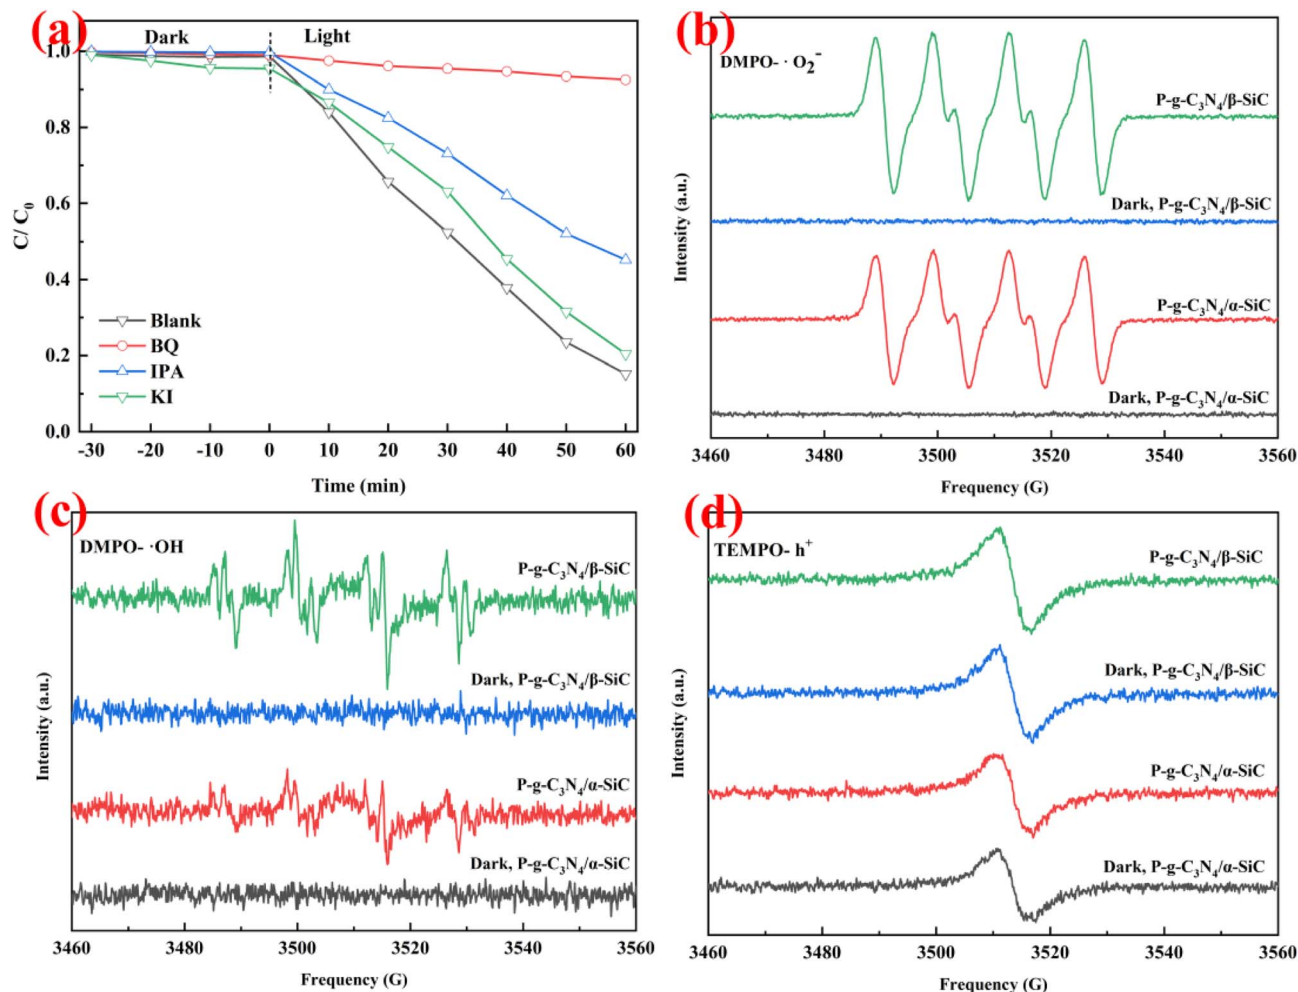 (a)
Dark
Light
1.0
0.8
0.6
0.4
0.2
0.0
C/ C₀
Blank
BQ
IPA
KI
-30 -20 -10 0 10 20 30 40 50 60
Time (min)
(b)
DMPO- · O₂⁻
P-g-C₃N₄/β-SiC
Dark, P-g-C₃N₄/β-SiC
P-g-C₃N₄/α-SiC
Dark, P-g-C₃N₄/α-SiC
Intensity (a.u.)
3460 3480 3500 3520 3540 3560
Frequency (G)
(c)
DMPO- ·OH
P-g-C₃N₄/β-SiC
Dark, P-g-C₃N₄/β-SiC
P-g-C₃N₄/α-SiC
Dark, P-g-C₃N₄/α-SiC
Intensity (a.u.)
3460 3480 3500 3520 3540 3560
Frequency (G)
(d)
TEMPO- h⁺
P-g-C₃N₄/β-SiC
Dark, P-g-C₃N₄/β-SiC
P-g-C₃N₄/α-SiC
Dark, P-g-C₃N₄/α-SiC
Intensity (a.u.)
3460 3480 3500 3520 3540 3560
Frequency (G)